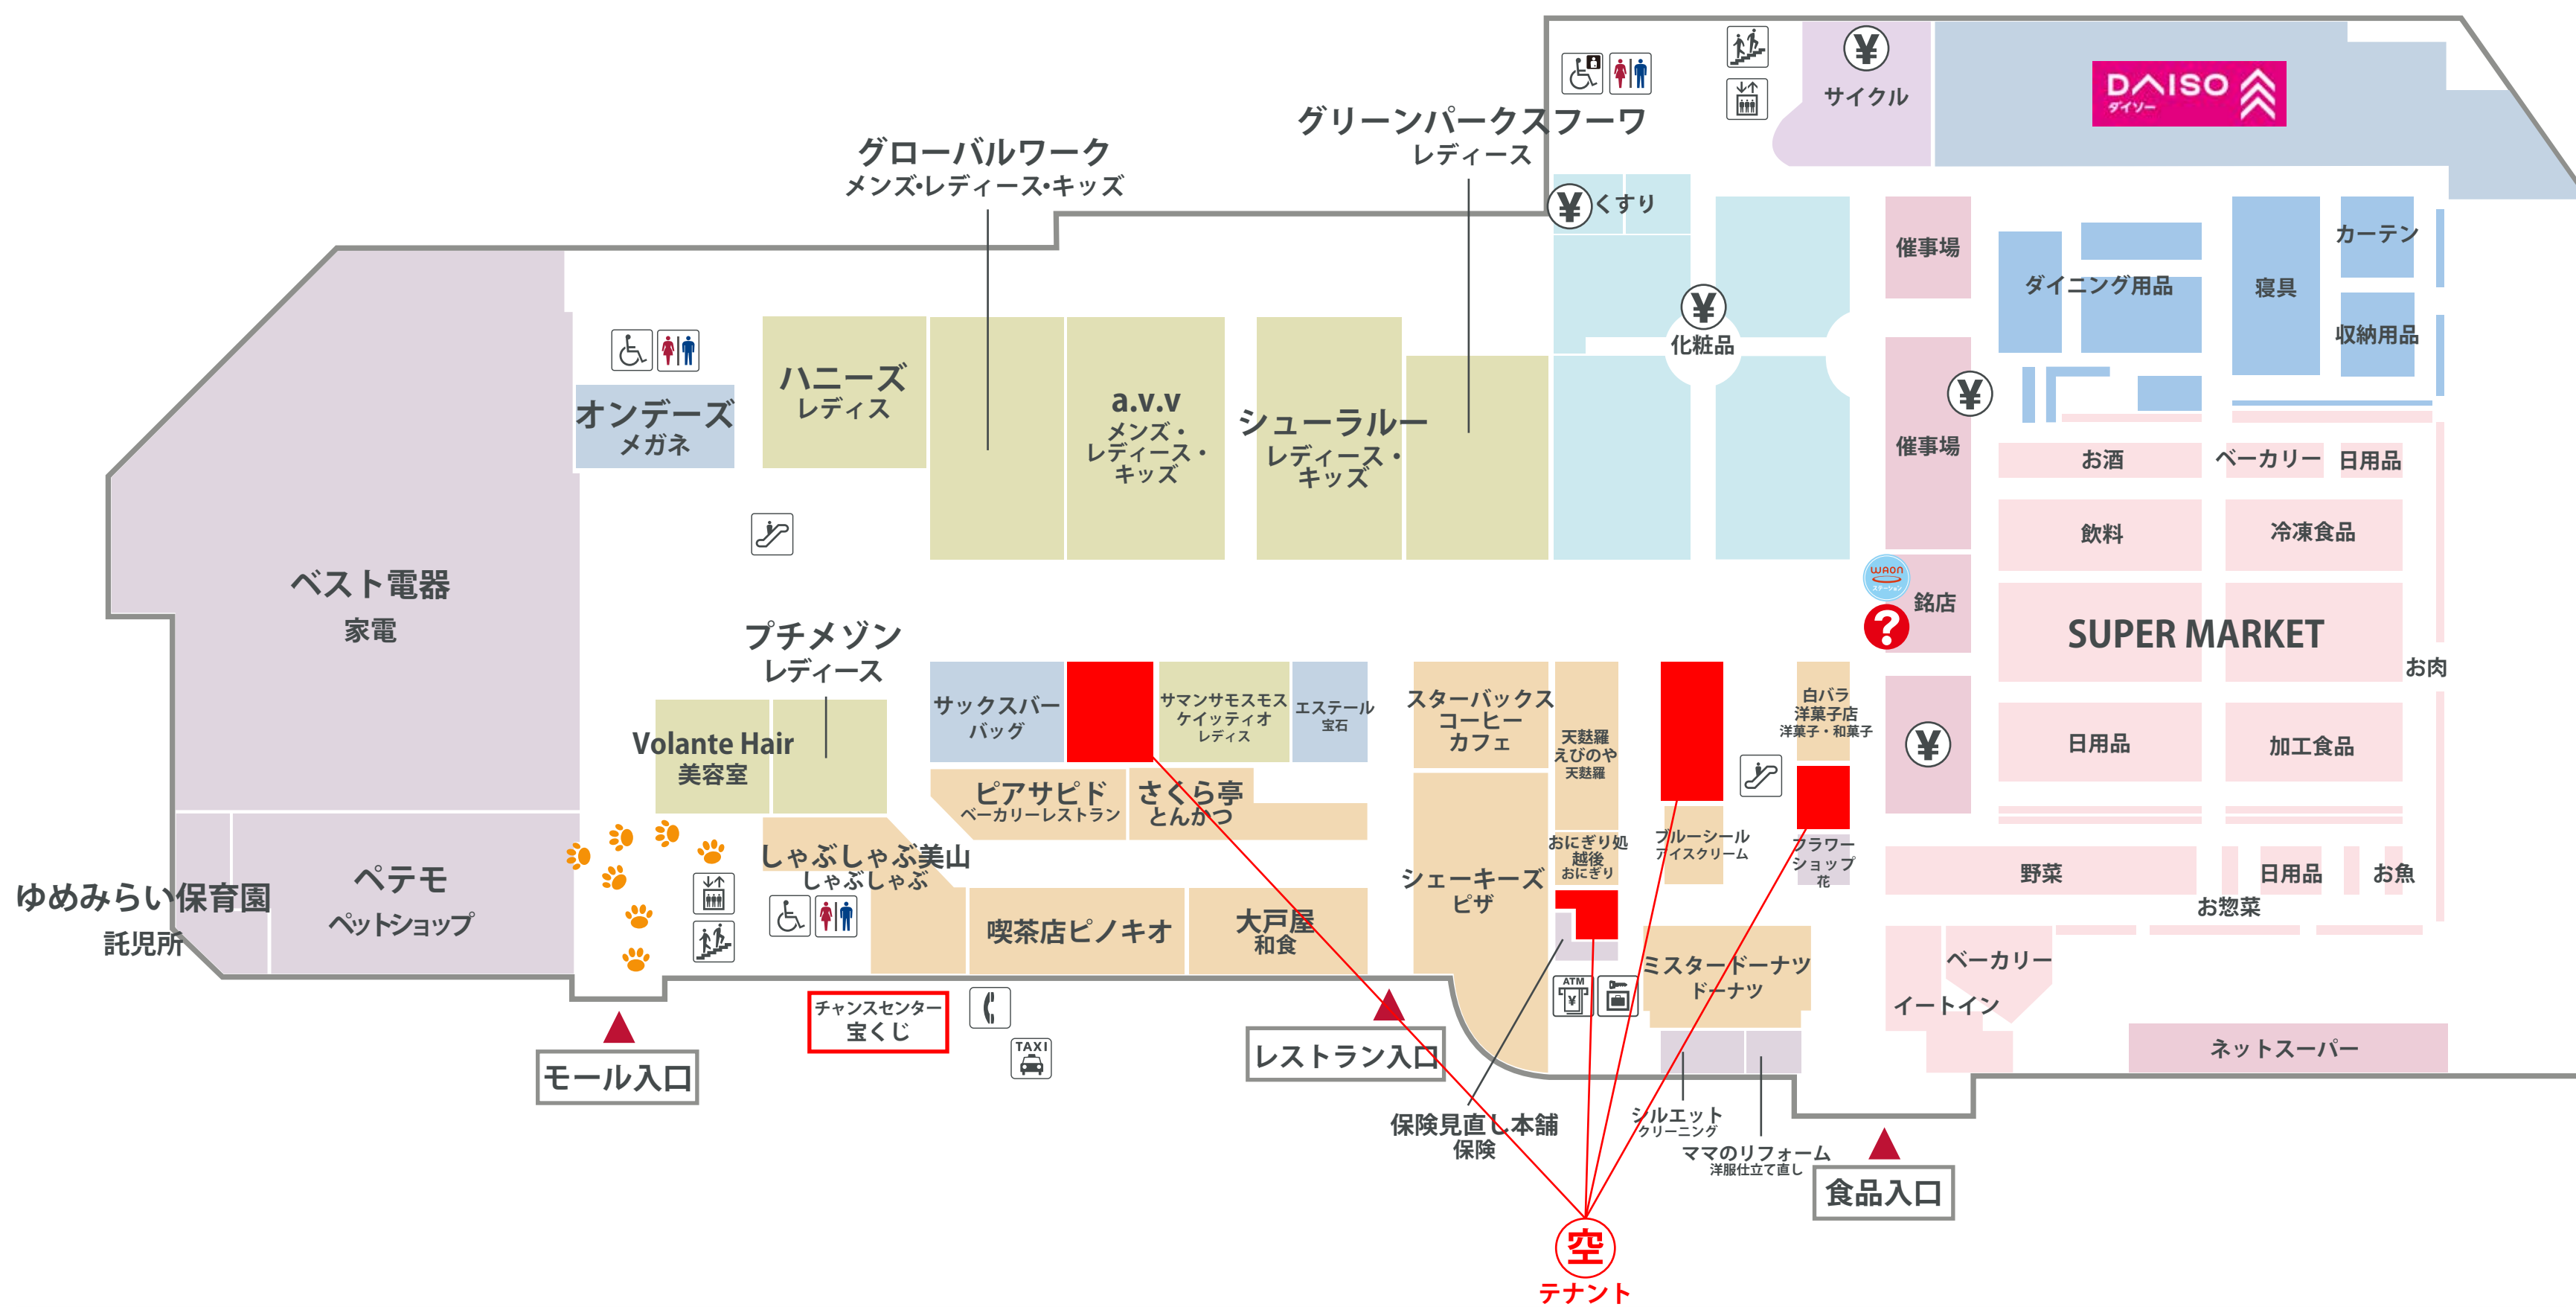 サイクル
DAISO
ダイソー
グリーンパークスフーワ
レディース
グローバルワーク
メンズ・レディース・キッズ
¥
¥
くすり
催事場
カーテン
ダイニング用品
寝具
収納用品
¥
化粧品
ハニーズ
レディス
オンデーズ
メガネ
a.v.v
メンズ・
レディース・
キッズ
シューラルー
レディース・
キッズ
¥
催事場
お酒
ベーカリー
日用品
飲料
冷凍食品
ベスト電器
家電
WAON
ステーション
銘店
?
SUPER MARKET
お肉
プチメゾン
レディース
サックスバー
バッグ
サマンサモスモス
ケイッティオ
レディス
エステール
宝石
スターバックス
コーヒー
カフェ
天麩羅
えびのや
天麩羅
白バラ
洋菓子店
洋菓子・和菓子
¥
日用品
加工食品
Volante Hair
美容室
ピアサピド
ベーカリーレストラン
さくら亭
とんかつ
おにぎり処
越後
おにぎり
ブルーシール
アイスクリーム
フラワー
ショップ
花
しゃぶしゃぶ美山
しゃぶしゃぶ
シェーキーズ
ピザ
野菜
日用品
お魚
お惣菜
ゆめみらい保育園
託児所
ペテモ
ペットショップ
喫茶店ピノキオ
大戸屋
和食
ミスタードーナツ
ドーナツ
ベーカリー
イートイン
ATM
¥
チャンスセンター
宝くじ
TAXI
モール入口
レストラン入口
ネットスーパー
保険見直し本舗
保険
シルエット
クリーニング
ママのリフォーム
洋服仕立て直し
食品入口
空
テナント